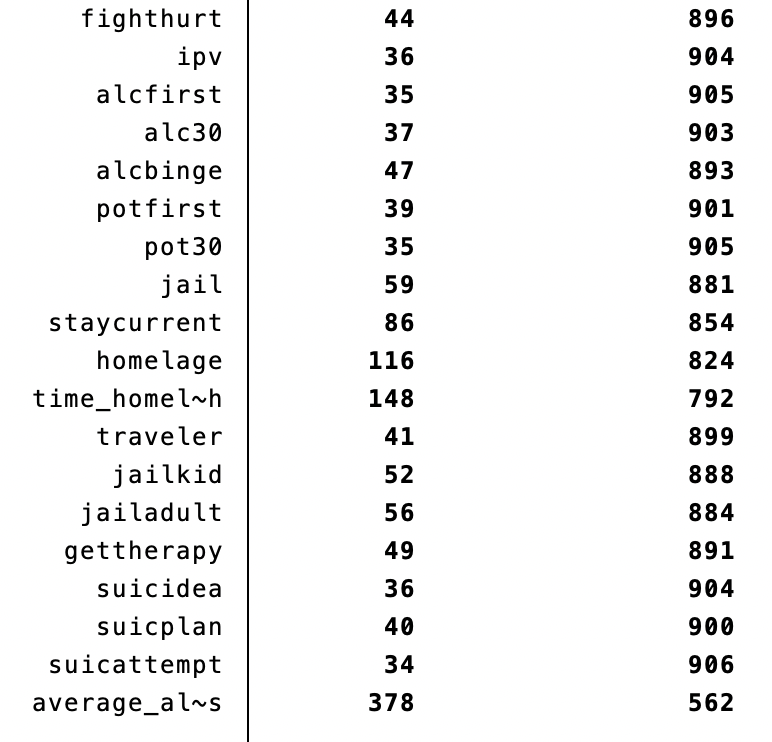 fighthurt 44 896
ipv 36 904
alcfirst 35 905
alc30 37 903
alcbinge 47 893
potfirst 39 901
pot30 35 905
jail 59 881
staycurrent 86 854
homelage 116 824
time_homel~h 148 792
traveler 41 899
jailkid 52 888
jailadult 56 884
gettherapy 49 891
suicidea 36 904
suicplan 40 900
suicattempt 34 906
average_al~s 378 562